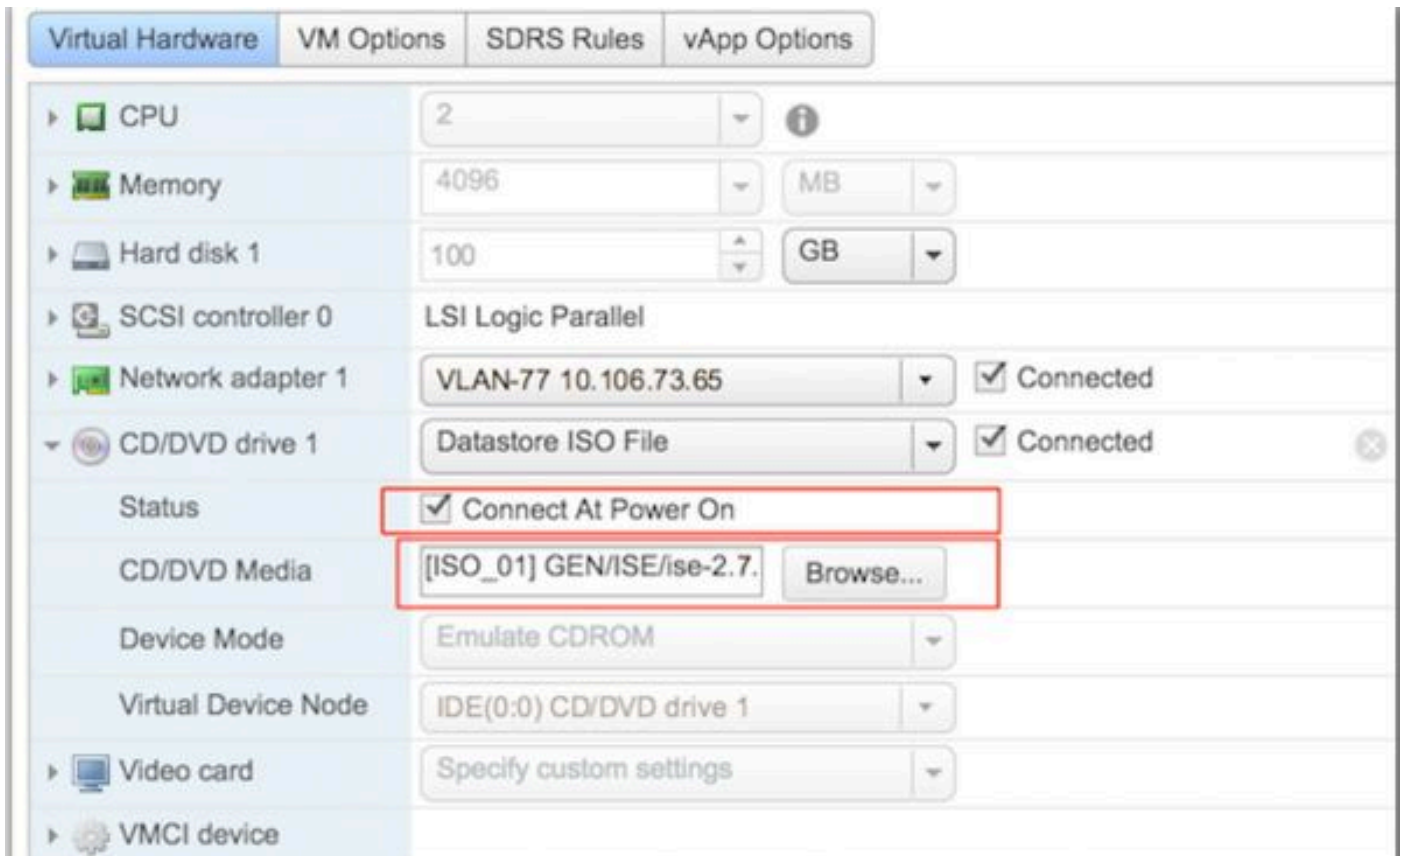 Virtual Hardware VM Options SDRS Rules vApp Options
CPU 2
Memory 4096 MB
Hard disk 1 100 GB
SCSI controller 0 LSI Logic Parallel
Network adapter 1 VLAN-77 10.106.73.65 Connected
CD/DVD drive 1 Datastore ISO File Connected
Status Connect At Power On
CD/DVD Media [ISO_01] GEN/ISE/ise-2.7. Browse...
Device Mode Emulate CDROM
Virtual Device Node IDE(0:0) CD/DVD drive 1
Video card Specify custom settings
VMCI device